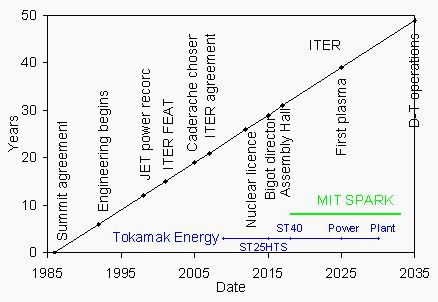 50
40
30
20
10
0
Years
Summit agreement
Engineering begins
JET power recorc
ITER FEAT
Caderache choser
ITER agreement
Nuclear licence
Bigot director
Assembly Hall
First plasma
D-T operations
ITER
MIT SPARK
Tokamak Energy
ST40
Power
Plant
ST25HTS
1985
1995
2005
2015
2025
2035
Date